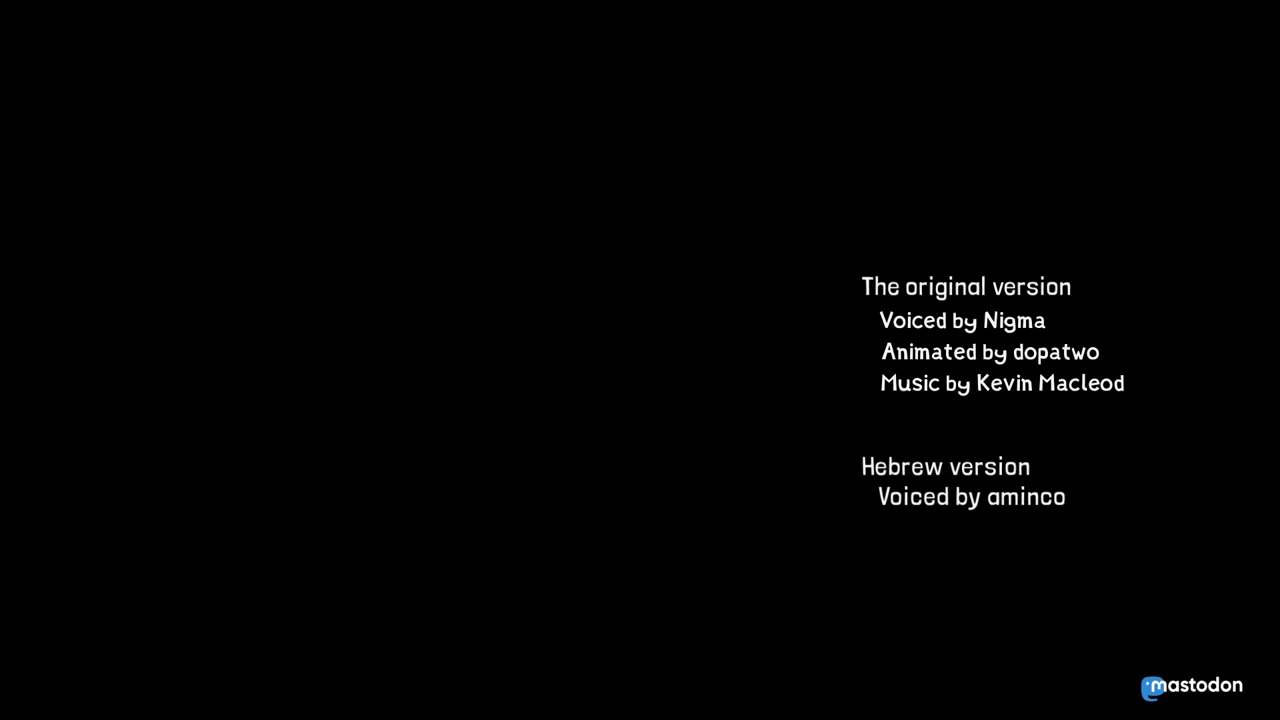 The original version
Voiced by Nigma
Animated by dopatwo
Music by Kevin Macleod
Hebrew version
Voiced by aminco
mastodon